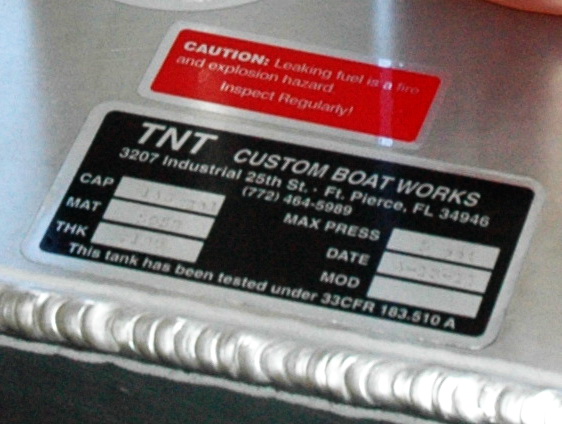 CAUTION: Leaking fuel is a fire
and explosion hazard.
Inspect Regularly!
TNT CUSTOM BOAT WORKS
3207 Industrial 25th St. · Ft. Pierce, FL 34946
(772) 464-5989
CAP
MAT
THK
MAX PRESS
DATE
MOD
This tank has been tested under 33CFR 183.510 A